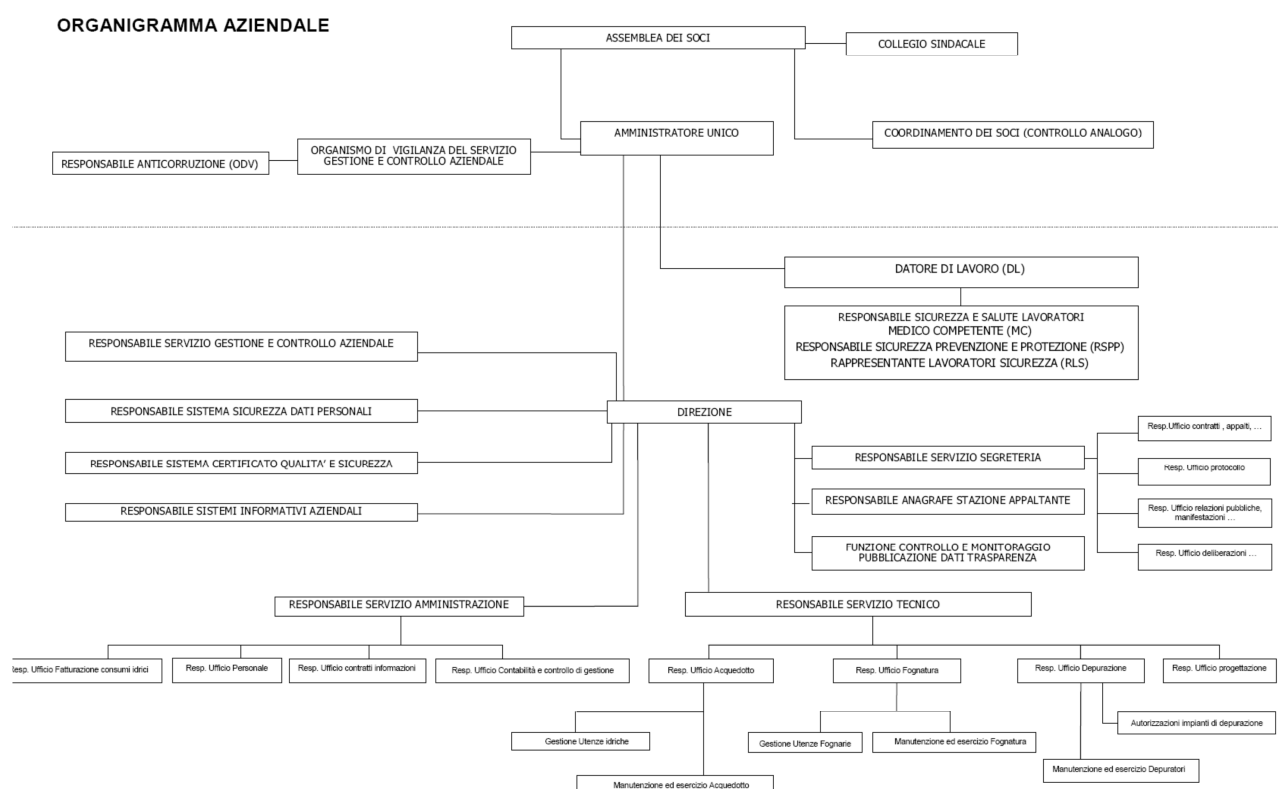 ORGANIGRAMMA AZIENDALE
ASSEMBLEA DEI SOCI
COLLEGIO SINDACALE
AMMINISTRATORE UNICO
COORDINAMENTO DEI SOCI (CONTROLLO ANALOGO)
ORGANISMO DI VIGILANZA DEL SERVIZIO
GESTIONE E CONTROLLO AZIENDALE
RESPONSABILE ANTICORRUZIONE (ODV)
DATORE DI LAVORO (DL)
RESPONSABILE SICUREZZA E SALUTE LAVORATORI
MEDICO COMPETENTE (MC)
RESPONSABILE SICUREZZA PREVENZIONE E PROTEZIONE (RSPP)
RAPPRESENTANTE LAVORATORI SICUREZZA (RLS)
RESPONSABILE SERVIZIO GESTIONE E CONTROLLO AZIENDALE
RESPONSABILE SISTEMA SICUREZZA DATI PERSONALI
DIREZIONE
RESPONSABILE SISTEMA CERTIFICATO QUALITA' E SICUREZZA
RESPONSABILE SISTEMI INFORMATIVI AZIENDALI
RESPONSABILE SERVIZIO SEGRETERIA
RESPONSABILE ANAGRAFE STAZIONE APPALTANTE
FUNZIONE CONTROLLO E MONITORAGGIO
PUBBLICAZIONE DATI TRASPARENZA
Resp.Ufficio contratti , appalti, ...
Resp. Ufficio protocollo
Resp. Ufficio relazioni pubbliche,
manifestazioni ...
Resp. Ufficio deliberazioni ...
RESPONSABILE SERVIZIO AMMINISTRAZIONE
RESONSABILE SERVIZIO TECNICO
Resp. Ufficio Fatturazione consumi idrici
Resp. Ufficio Personale
Resp. Ufficio contratti informazioni
Resp. Ufficio Contabilità e controllo di gestione
Resp. Ufficio Acquedotto
Resp. Ufficio Fognatura
Resp. Ufficio Depurazione
Resp. Ufficio progettazione
Autorizzazioni impianti di depurazione
Gestione Utenze idriche
Gestione Utenze Fognarie
Manutenzione ed esercizio Fognatura
Manutenzione ed esercizio Depuratori
Manutenzione ed esercizio Acquedotto